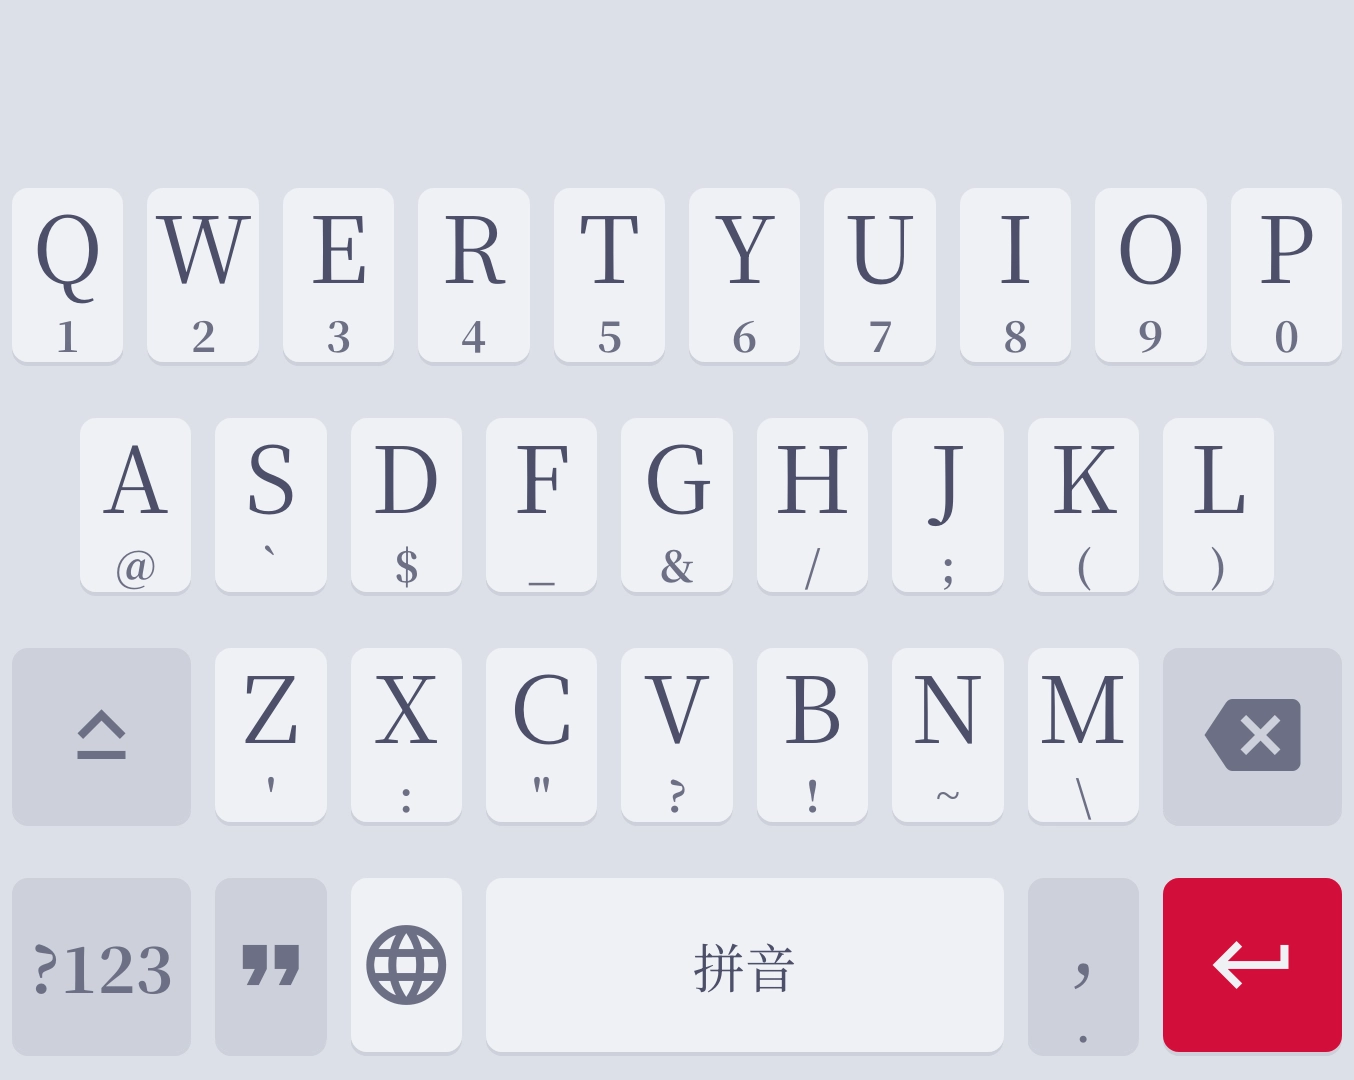 Q W E R T Y U I O P
1 2 3 4 5 6 7 8 9 0
A S D F G H J K L
@ ` $ _ & / ; ( )
Z X C V B N M
' : " ? ! ~ \
?123 ” 拼音 ,
.